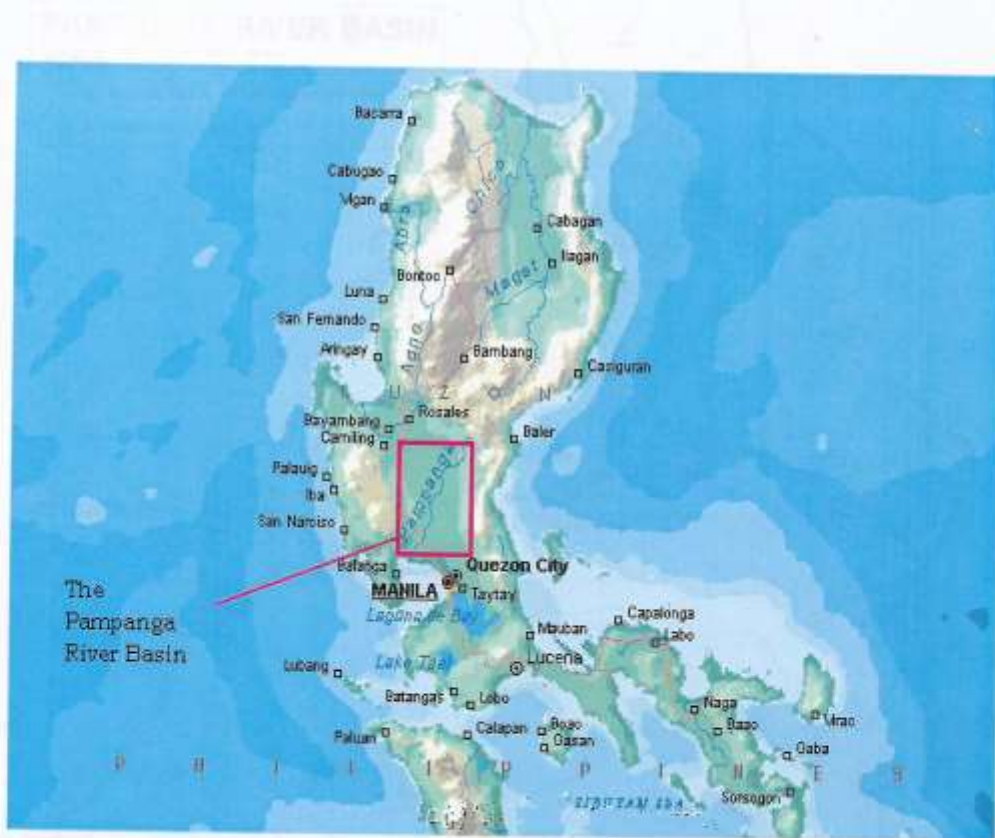 Bacarra
Cabugao
Vigan
Abra
Chico
Cabagan
Ilagan
Magat
Bontoc
Luna
San Fernando
Agno
Aringay
Bambang
Casiguran
L U Z O N
Rosales
Bayambang
Camiling
Baler
Pampanga
Palauig
Iba
San Narciso
Balanga
Quezon City
MANILA
Taytay
The
Pampanga
River Basin
Laguna de Bay
Capalonga
Mauban
Labo
Lake Taal
Lucena
Lubang
Batangas
Lobo
Naga
Virac
Baao
Paluan
Calapan
Boac
Gasan
Gaba
P H I L I P P I N E S
Sorsogon